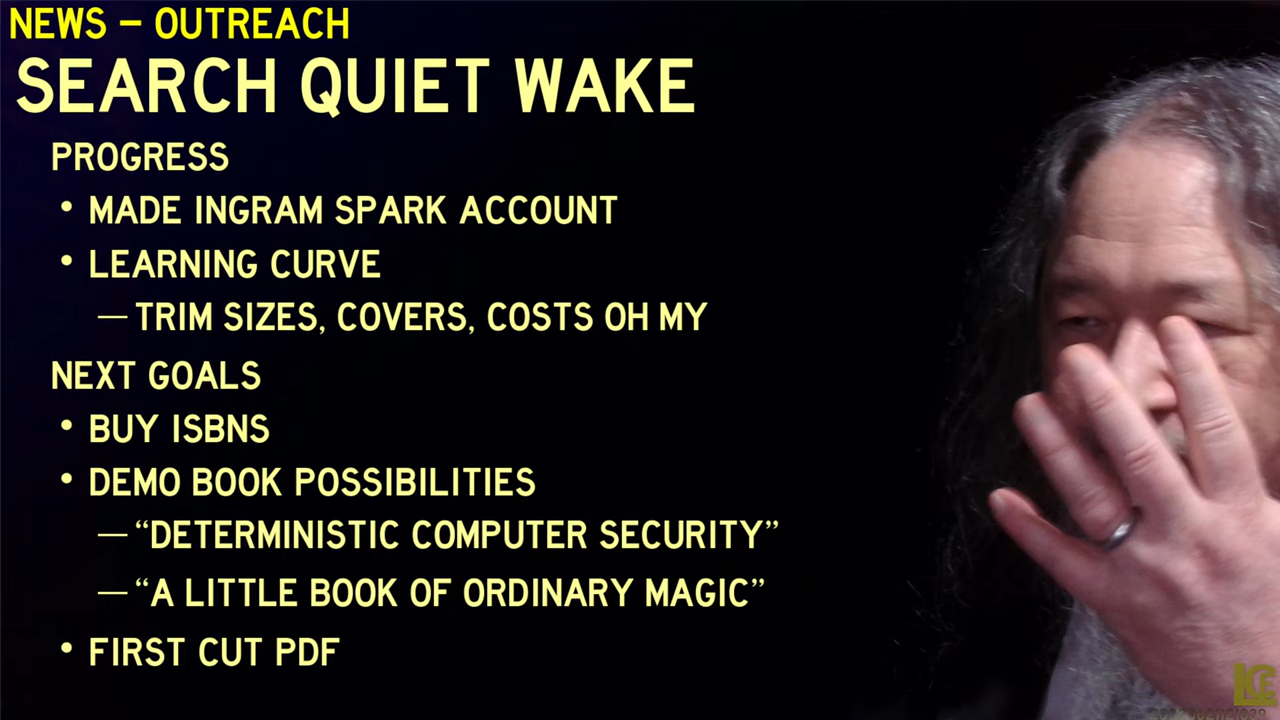 NEWS – OUTREACH
SEARCH QUIET WAKE
PROGRESS
• MADE INGRAM SPARK ACCOUNT
• LEARNING CURVE
— TRIM SIZES, COVERS, COSTS OH MY
NEXT GOALS
• BUY ISBNS
• DEMO BOOK POSSIBILITIES
— “DETERMINISTIC COMPUTER SECURITY”
— “A LITTLE BOOK OF ORDINARY MAGIC”
• FIRST CUT PDF